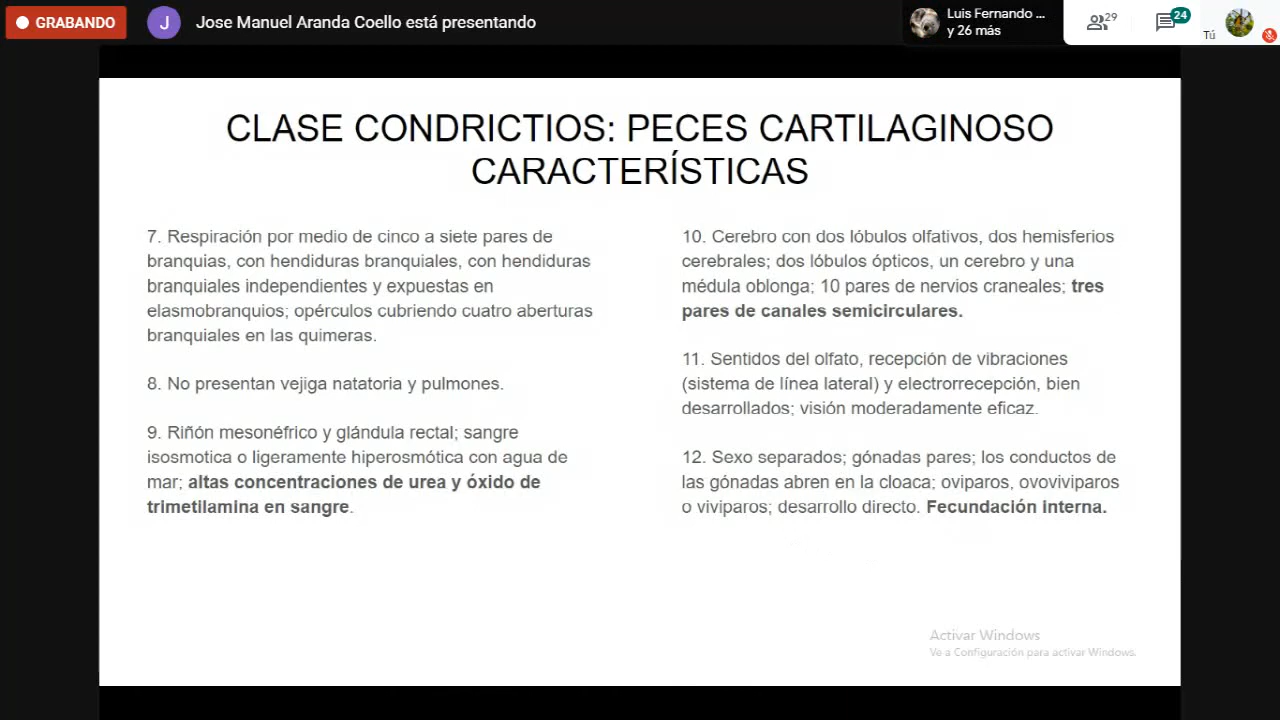 GRABANDO
J
Jose Manuel Aranda Coello está presentando
Luis Fernando ...
y 26 más
29
24
Tú
CLASE CONDRICTIOS: PECES CARTILAGINOSO
CARACTERÍSTICAS
7. Respiración por medio de cinco a siete pares de
branquias, con hendiduras branquiales, con hendiduras
branquiales independientes y expuestas en
elasmobranquios; opérculos cubriendo cuatro aberturas
branquiales en las quimeras.
8. No presentan vejiga natatoria y pulmones.
9. Riñón mesonéfrico y glándula rectal; sangre
isosmotica o ligeramente hiperosmótica con agua de
mar; altas concentraciones de urea y óxido de
trimetilamina en sangre.
10. Cerebro con dos lóbulos olfativos, dos hemisferios
cerebrales; dos lóbulos ópticos, un cerebro y una
médula oblonga; 10 pares de nervios craneales; tres
pares de canales semicirculares.
11. Sentidos del olfato, recepción de vibraciones
(sistema de línea lateral) y electrorrecepción, bien
desarrollados; visión moderadamente eficaz.
12. Sexo separados; gónadas pares; los conductos de
las gónadas abren en la cloaca; oviparos, ovoviviparos
o viviparos; desarrollo directo. Fecundación interna.
Activar Windows
Ve a Configuración para activar Windows.